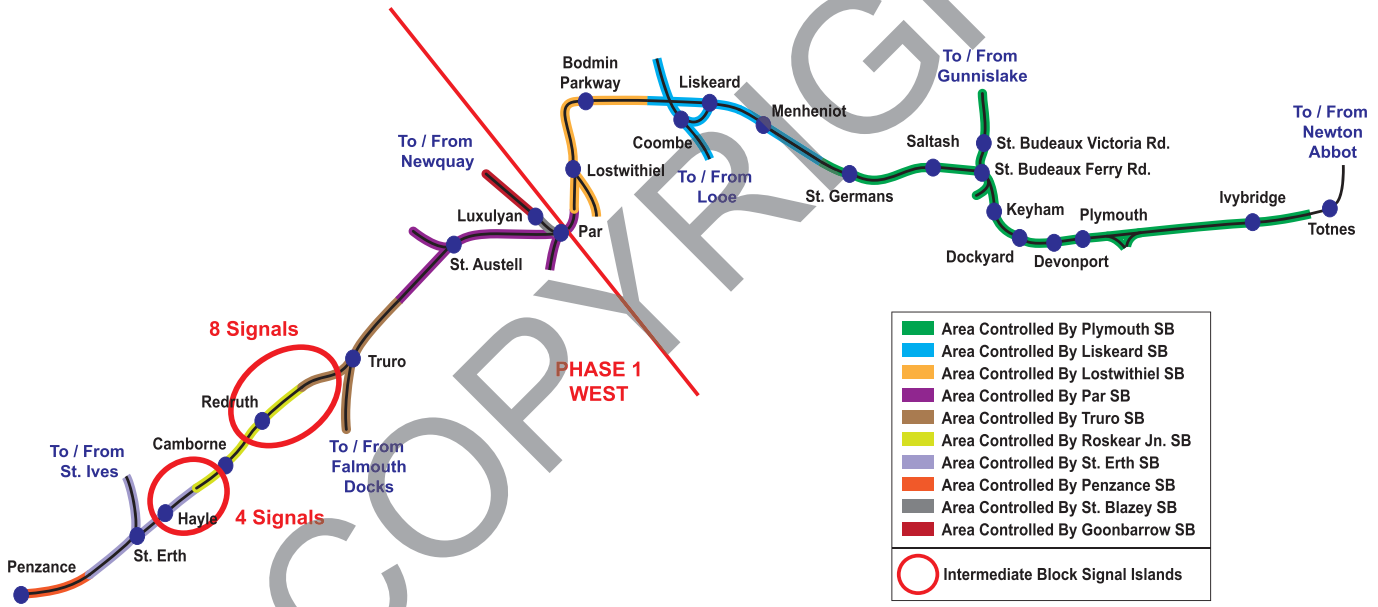 To / From
Gunnislake
Bodmin
Parkway
Liskeard
Menheniot
To / From
Newton
Abbot
Coombe
To / From
Newquay
Saltash
St. Budeaux Victoria Rd.
Lostwithiel
To / From
Looe
St. Budeaux Ferry Rd.
St. Germans
Ivybridge
Luxulyan
Keyham
Plymouth
Par
Totnes
St. Austell
Dockyard
Devonport
8 Signals
PHASE 1
WEST
Truro
Redruth
Camborne
To / From
St. Ives
To / From
Falmouth
Docks
Hayle
4 Signals
St. Erth
Penzance
Area Controlled By Plymouth SB
Area Controlled By Liskeard SB
Area Controlled By Lostwithiel SB
Area Controlled By Par SB
Area Controlled By Truro SB
Area Controlled By Roskear Jn. SB
Area Controlled By St. Erth SB
Area Controlled By Penzance SB
Area Controlled By St. Blazey SB
Area Controlled By Goonbarrow SB
Intermediate Block Signal Islands
COPYRIG